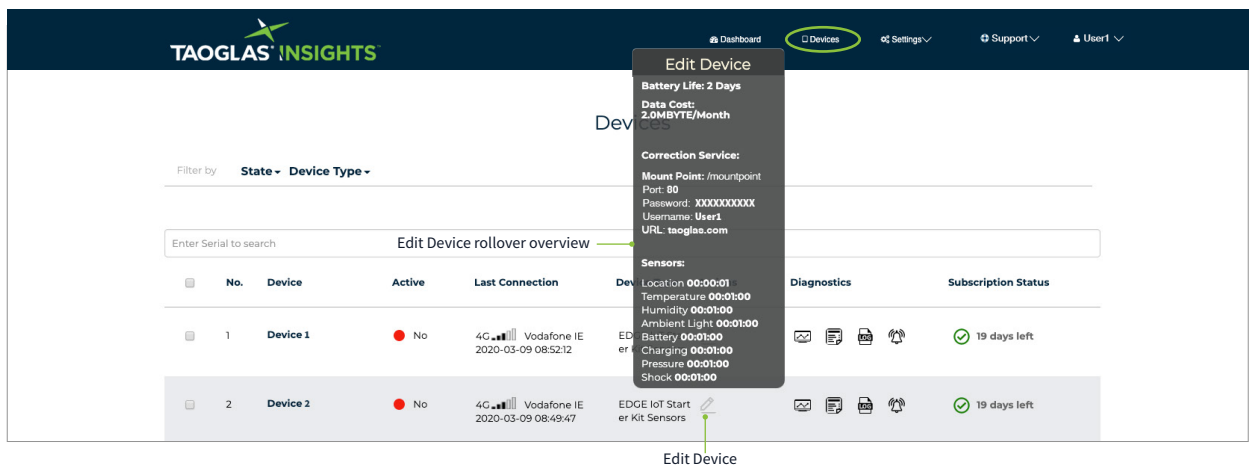 TAOGLAS® INSIGHTS™
Dashboard
Devices
Settings
Support
User1
Edit Device
Battery Life: 2 Days
Data Cost:
2.0MBYTE/Month
Devices
Correction Service:
Filter by State Device Type
Mount Point: /mountpoint
Port: 80
Password: XXXXXXXXXX
Username: User1
URL: taoglas.com
Enter Serial to search
Edit Device rollover overview
Sensors:
No. Device Active Last Connection Diagnostics Subscription Status
Location 00:00:01
Temperature 00:01:00
Humidity 00:01:00
Ambient Light 00:01:00
Battery 00:01:00
Charging 00:01:00
Pressure 00:01:00
Shock 00:01:00
1 Device 1 No 4G Vodafone IE LOG 19 days left
2020-03-09 08:52:12
2 Device 2 No 4G Vodafone IE EDGE IoT Start LOG 19 days left
2020-03-09 08:49:47 er Kit Sensors
Edit Device